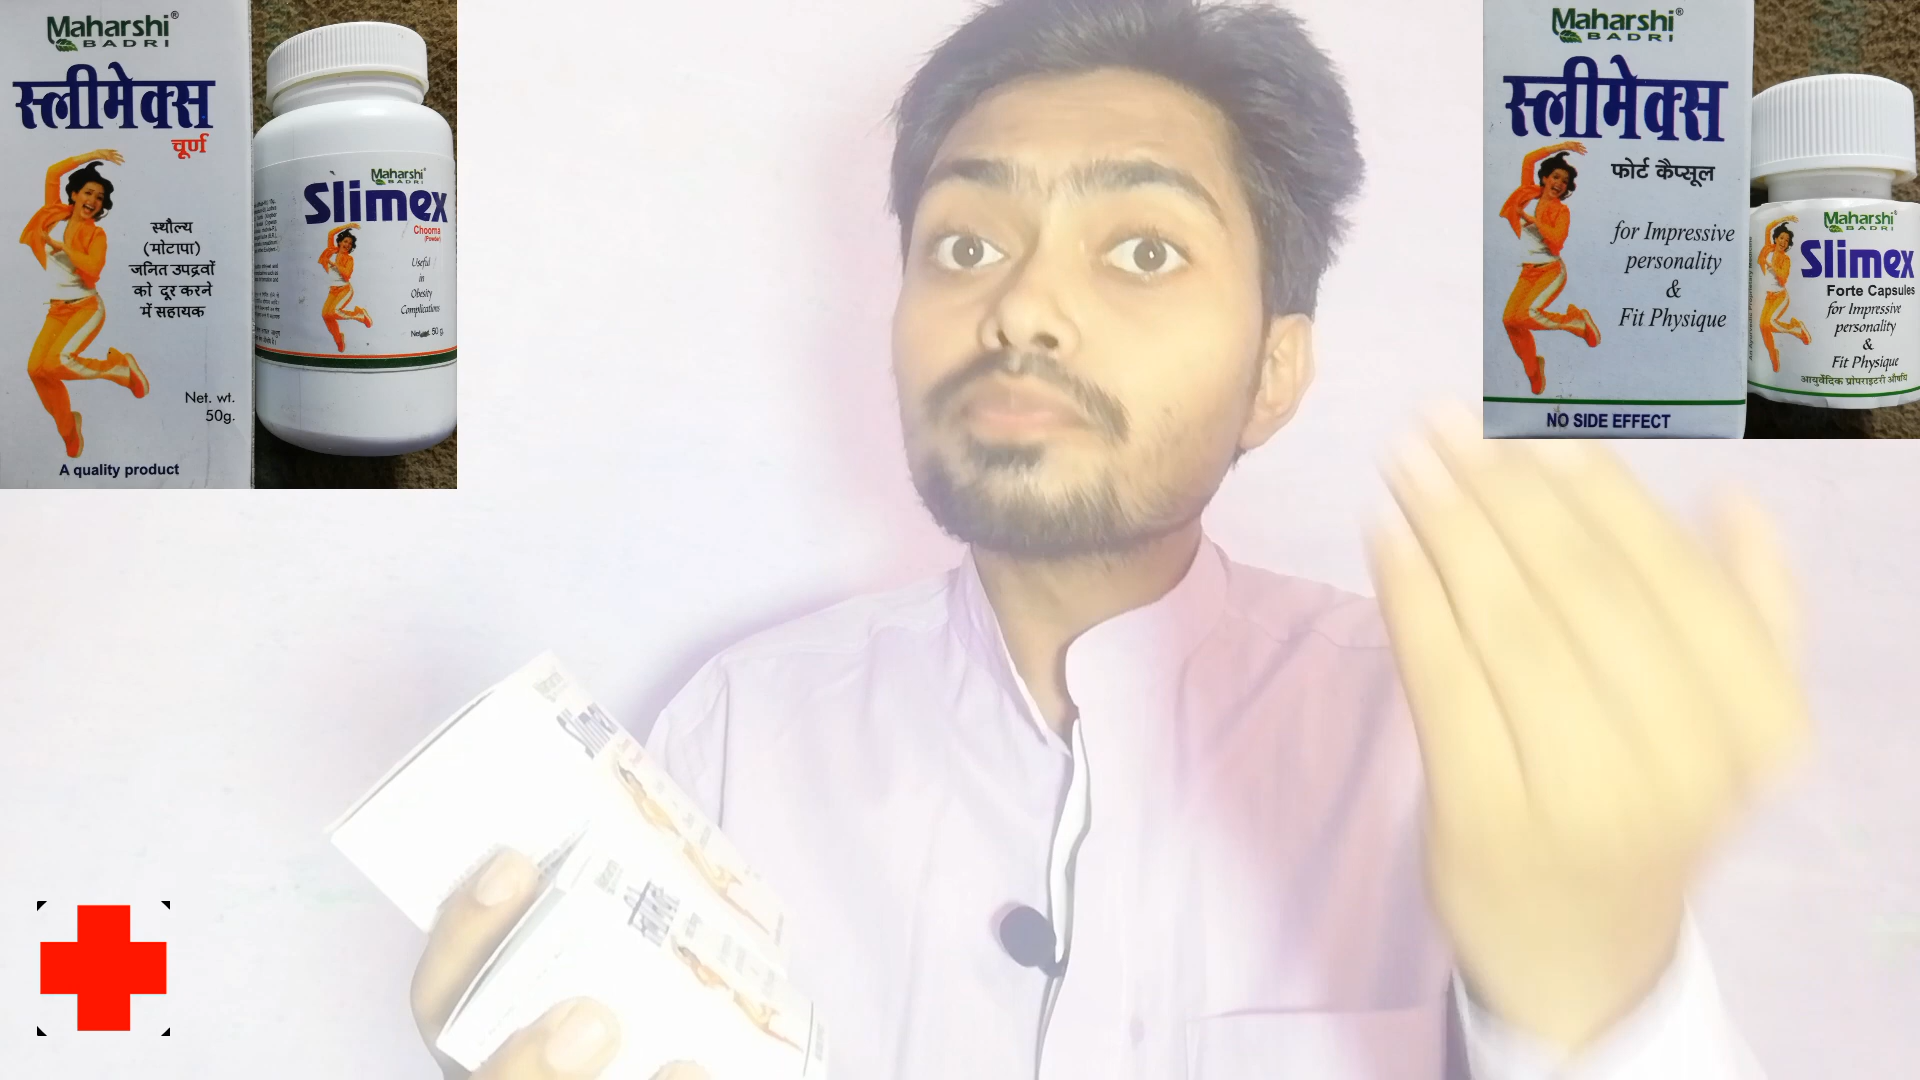 Maharshi®
BADRI
स्लीमेक्स
चूर्ण
स्थौल्य
(मोटापा)
जनित उपद्रवों
को दूर करने
में सहायक
Net. wt.
50g.
A quality product
Maharshi®
BADRI
Slimex
Choorna
(Powder)
Useful
in
Obesity
Complications
Net 50 g.
Maharshi®
BADRI
स्लीमेक्स
फोर्ट कैप्सूल
for Impressive
personality
&
Fit Physique
NO SIDE EFFECT
Maharshi®
BADRI
Slimex
Forte Capsules
for Impressive
personality
&
Fit Physique
आयुर्वेदिक प्रोपराइटरी औषधि
Slimex